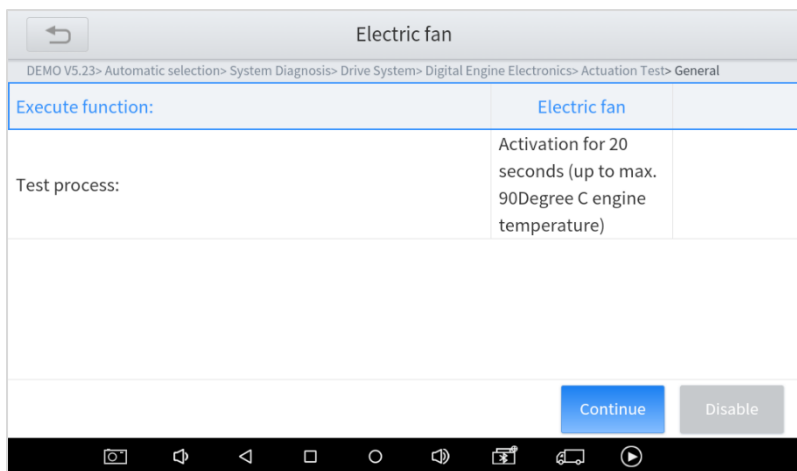 Electric fan
DEMO V5.23> Automatic selection> System Diagnosis> Drive System> Digital Engine Electronics> Actuation Test> General
Execute function:
Electric fan
Test process:
Activation for 20
seconds (up to max.
90Degree C engine
temperature)
Continue
Disable